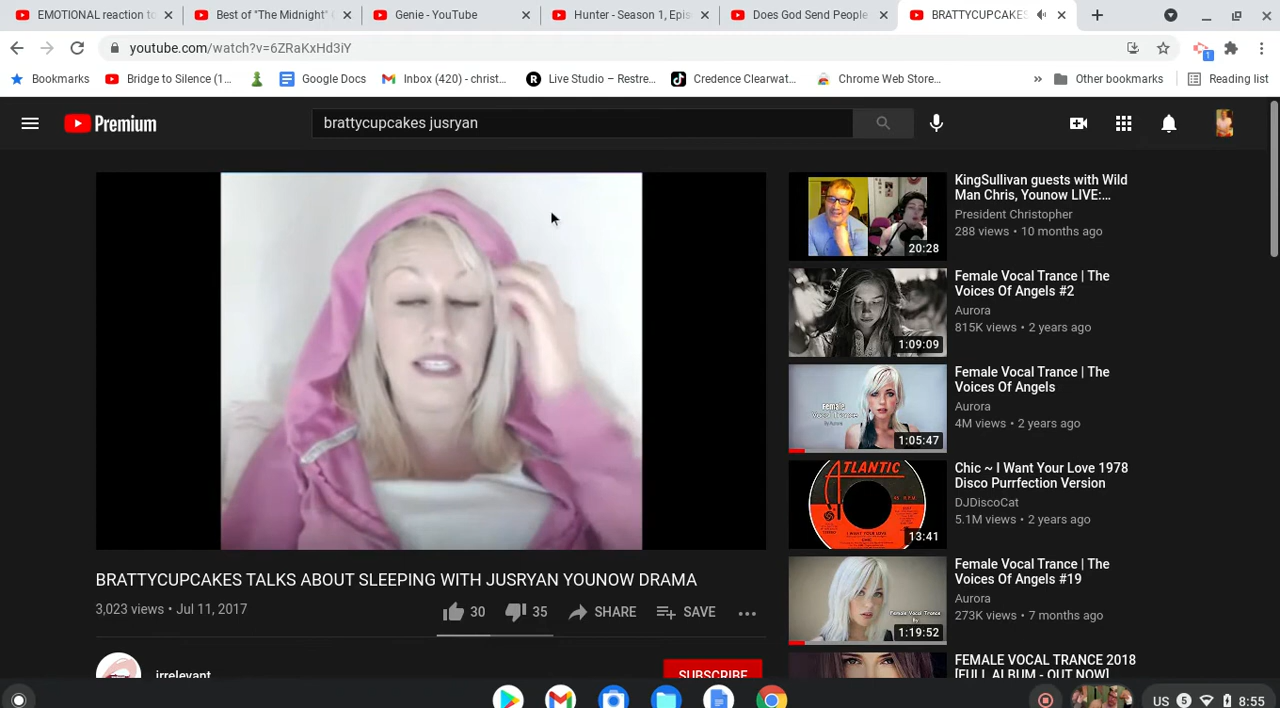 EMOTIONAL reaction to
Best of "The Midnight" (
Genie - YouTube
Hunter - Season 1, Epis
Does God Send People
BRATTYCUPCAKES
youtube.com/watch?v=6ZRaKxHd3iY
1
Bookmarks
Bridge to Silence (1...
Google Docs
Inbox (420) - christ...
Live Studio – Restre...
Credence Clearwat...
Chrome Web Store...
»
Other bookmarks
Reading list
Premium
brattycupcakes jusryan
KingSullivan guests with Wild
Man Chris, Younow LIVE:...
President Christopher
288 views • 10 months ago
20:28
Female Vocal Trance | The
Voices Of Angels #2
Aurora
815K views • 2 years ago
1:09:09
Female Vocal Trance | The
Voices Of Angels
Aurora
4M views • 2 years ago
1:05:47
Chic ~ I Want Your Love 1978
Disco Purrfection Version
DJDiscoCat
5.1M views • 2 years ago
ATLANTIC
13:41
Female Vocal Trance | The
Voices Of Angels #19
Aurora
273K views • 7 months ago
1:19:52
FEMALE VOCAL TRANCE 2018
[FULL ALBUM - OUT NOW]
BRATTYCUPCAKES TALKS ABOUT SLEEPING WITH JUSRYAN YOUNOW DRAMA
3,023 views • Jul 11, 2017
30
35
SHARE
SAVE
irrelevant
SUBSCRIBE
US
5
8:55